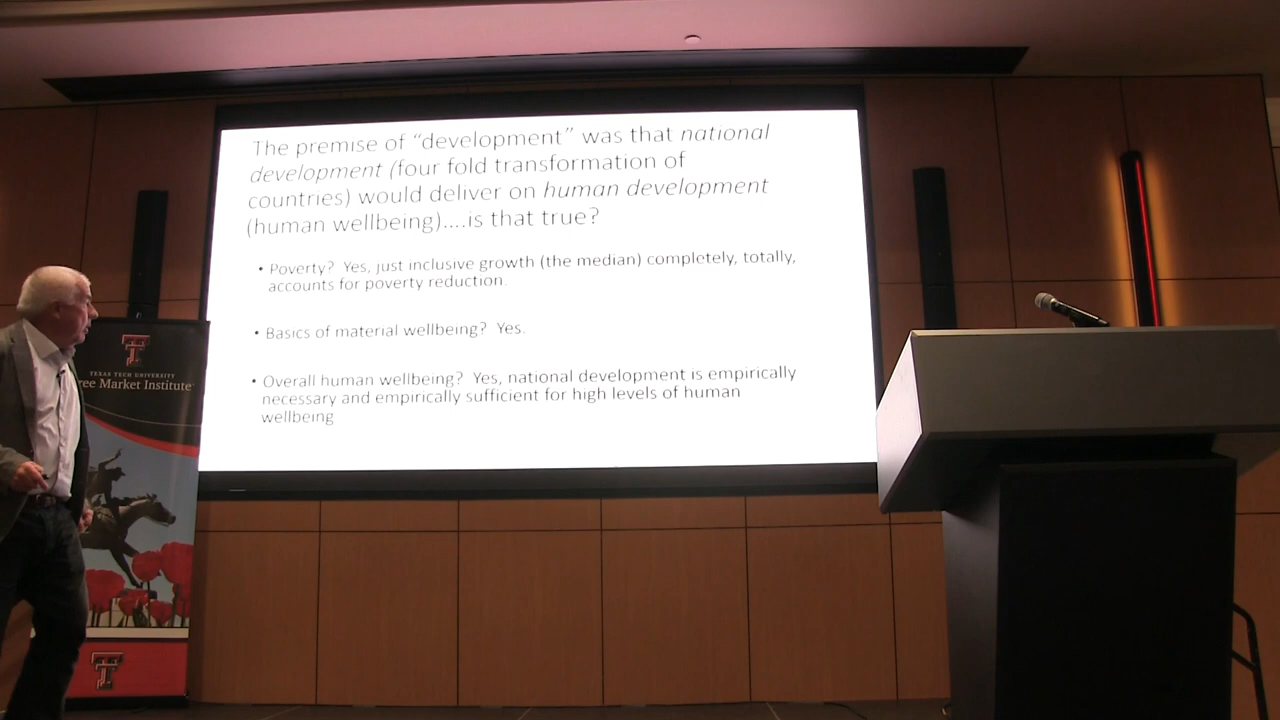 The premise of “development” was that national
development (four fold transformation of
countries) would deliver on human development
(human wellbeing)....is that true?
• Poverty? Yes, just inclusive growth (the median) completely, totally,
accounts for poverty reduction.
• Basics of material wellbeing? Yes.
• Overall human wellbeing? Yes, national development is empirically
necessary and empirically sufficient for high levels of human
wellbeing
TEXAS TECH UNIVERSITY
ree Market Institute